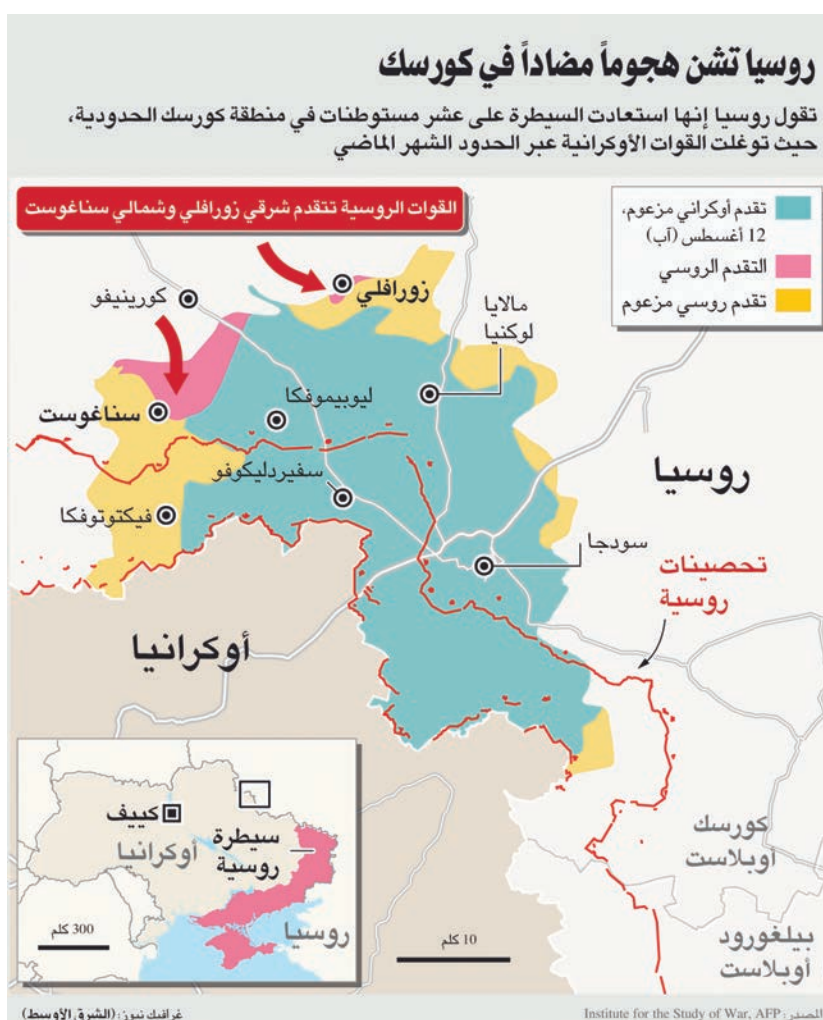 روسيا تشن هجوماً مضاداً في كورسك
تقول روسيا إنها استعادت السيطرة على عشر مستوطنات في منطقة كورسك الحدودية،
حيث توغلت القوات الأوكرانية عبر الحدود الشهر الماضي
تقدم أوكراني مزعوم،
12 أغسطس (آب)
التقدم الروسي
تقدم روسي مزعوم
القوات الروسية تتقدم شرقي زورافلي وشمالي سناغوست
زورافلي
كورينيفو
مالايا
لوكنيا
ليوبيموفكا
سناغوست
سفيردليكوفو
فيكتوتوفكا
روسيا
سودجا
تحصينات
روسية
أوكرانيا
كييف
أوكرانيا
سيطرة
روسية
روسيا
300 كلم
10 كلم
كورسك
أوبلاست
بيلغورود
أوبلاست
المصدر: Institute for the Study of War, AFP
غرافيك نيوز: (الشرق الأوسط)